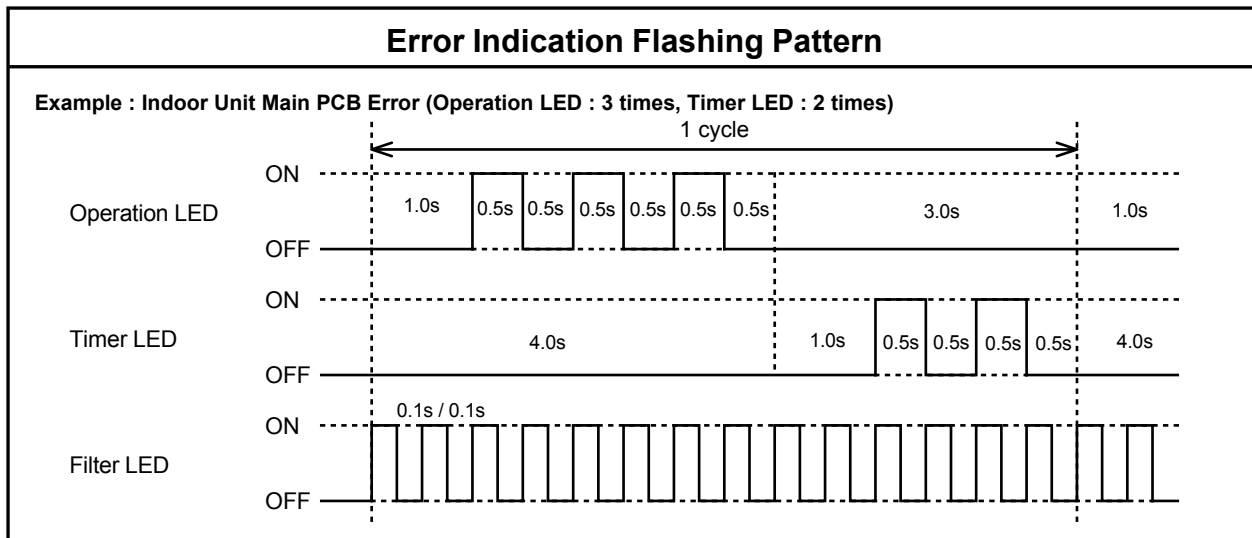 Error Indication Flashing Pattern
Example : Indoor Unit Main PCB Error (Operation LED : 3 times, Timer LED : 2 times)
1 cycle
ON
Operation LED
1.0s 0.5s 0.5s 0.5s 0.5s 0.5s 0.5s 3.0s 1.0s
OFF
ON
Timer LED
4.0s 1.0s 0.5s 0.5s 0.5s 0.5s 4.0s
OFF
0.1s / 0.1s
ON
Filter LED
OFF